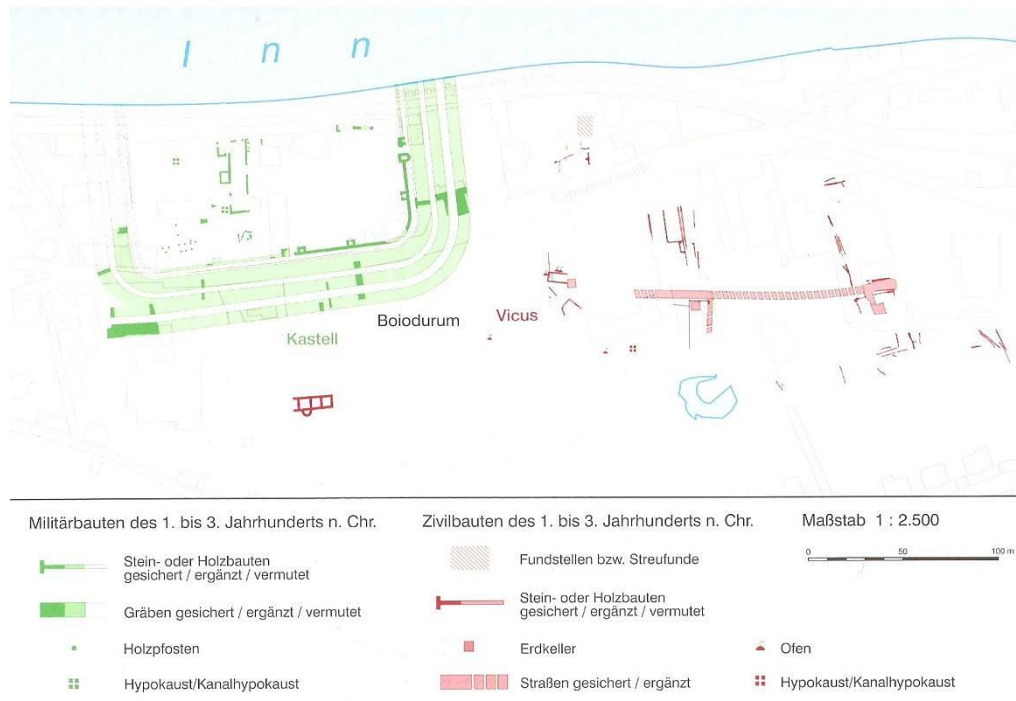 Inn
Boiodurum
Vicus
Kastell
Militärbauten des 1. bis 3. Jahrhunderts n. Chr.
Stein- oder Holzbauten
gesichert / ergänzt / vermutet
Gräben gesichert / ergänzt / vermutet
Holzpfosten
Hypokaust/Kanalhypokaust
Zivilbauten des 1. bis 3. Jahrhunderts n. Chr.
Fundstellen bzw. Streufunde
Stein- oder Holzbauten
gesichert / ergänzt / vermutet
Erdkeller
Straßen gesichert / ergänzt
Ofen
Hypokaust/Kanalhypokaust
Maßstab 1 : 2.500
0 50 100 m